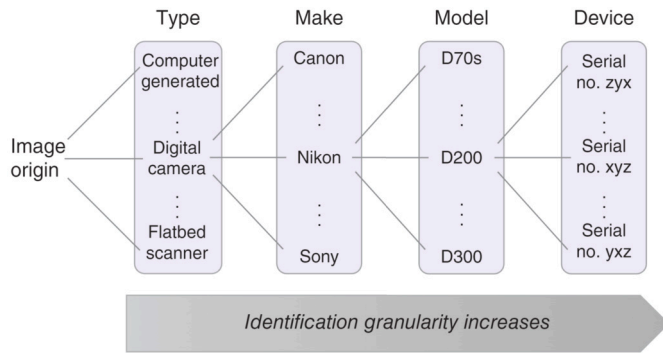 Type Make Model Device
Computer
generated
Canon
D70s
Serial
no. zyx
Image
origin
Digital
camera
Nikon
D200
Serial
no. xyz
Flatbed
scanner
Sony
D300
Serial
no. yxz
Identification granularity increases